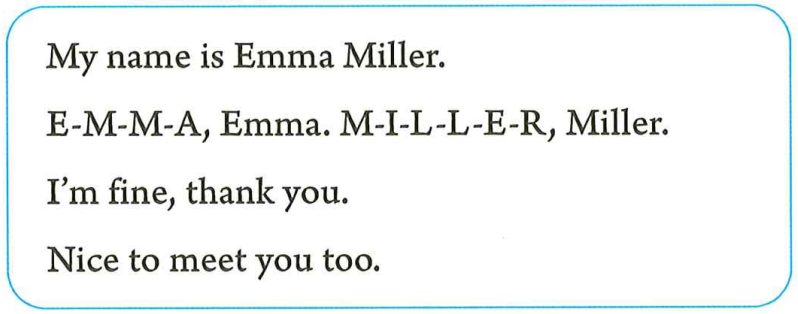 My name is Emma Miller.
E-M-M-A, Emma. M-I-L-L-E-R, Miller.
I'm fine, thank you.
Nice to meet you too.